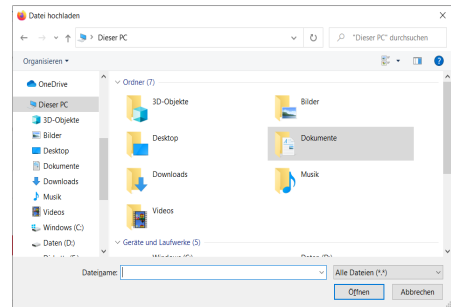 Datei hochladen
Dieser PC
"Dieser PC" durchsuchen
Organisieren
OneDrive
Dieser PC
3D-Objekte
Bilder
Desktop
Dokumente
Downloads
Musik
Videos
Windows (C:)
Daten (D:)
Ordner (7)
3D-Objekte
Bilder
Desktop
Dokumente
Downloads
Musik
Videos
Geräte und Laufwerke (5)
Dateiname:
Alle Dateien (*.*)
Öffnen
Abbrechen